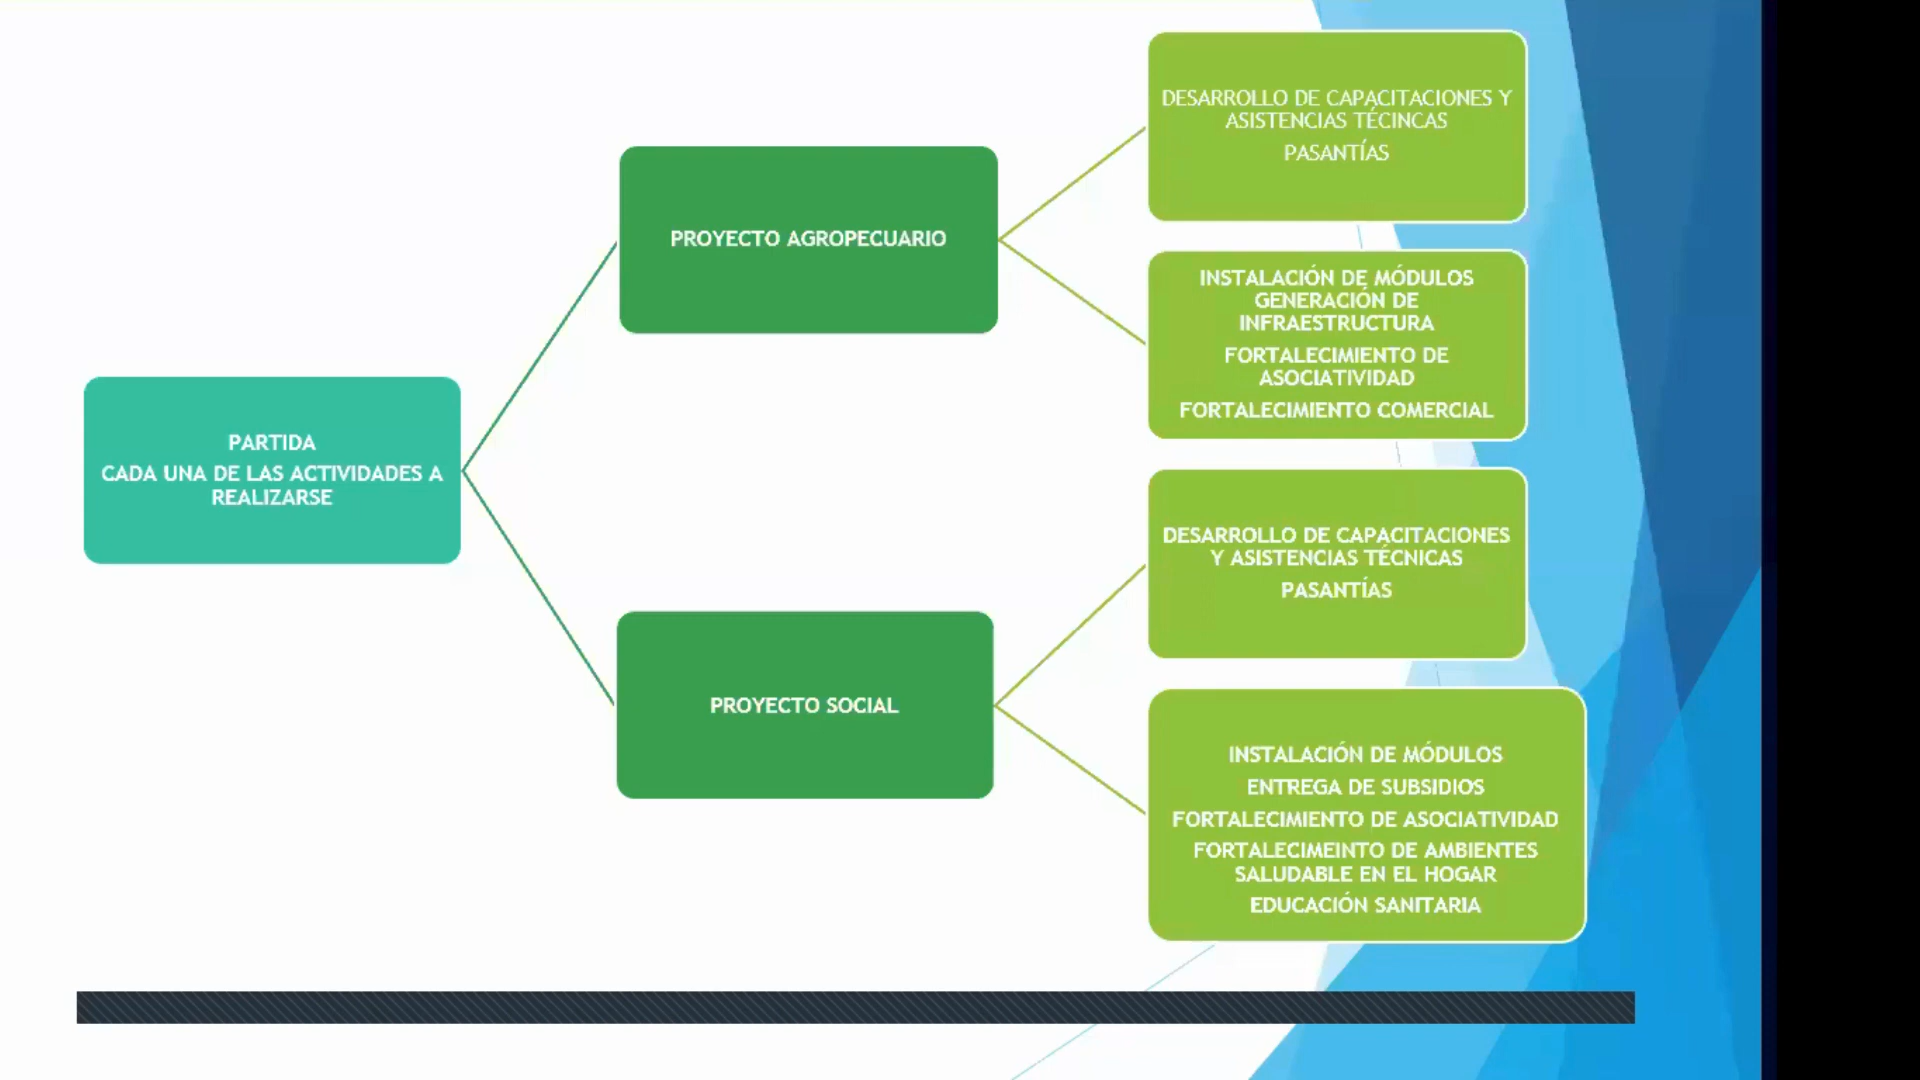 PARTIDA
CADA UNA DE LAS ACTIVIDADES A
REALIZARSE
PROYECTO AGROPECUARIO
DESARROLLO DE CAPACITACIONES Y
ASISTENCIAS TÉCINCAS
PASANTÍAS
INSTALACIÓN DE MÓDULOS
GENERACIÓN DE
INFRAESTRUCTURA
FORTALECIMIENTO DE
ASOCIATIVIDAD
FORTALECIMIENTO COMERCIAL
PROYECTO SOCIAL
DESARROLLO DE CAPACITACIONES
Y ASISTENCIAS TÉCNICAS
PASANTÍAS
INSTALACIÓN DE MÓDULOS
ENTREGA DE SUBSIDIOS
FORTALECIMIENTO DE ASOCIATIVIDAD
FORTALECIMEINTO DE AMBIENTES
SALUDABLE EN EL HOGAR
EDUCACIÓN SANITARIA